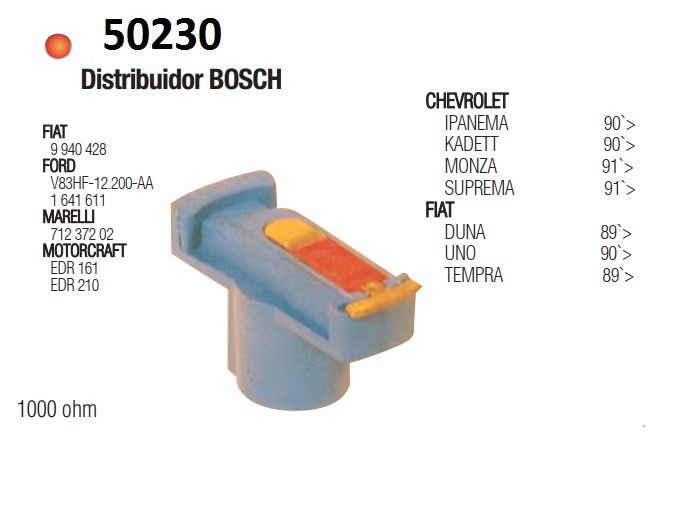 50230
Distribuidor BOSCH
FIAT
9 940 428
FORD
V83HF-12.200-AA
1 641 611
MARELLI
712 372 02
MOTORCRAFT
EDR 161
EDR 210
1000 ohm
CHEVROLET
IPANEMA 90`>
KADETT 90`>
MONZA 91`>
SUPREMA 91`>
FIAT
DUNA 89`>
UNO 90`>
TEMPRA 89`>